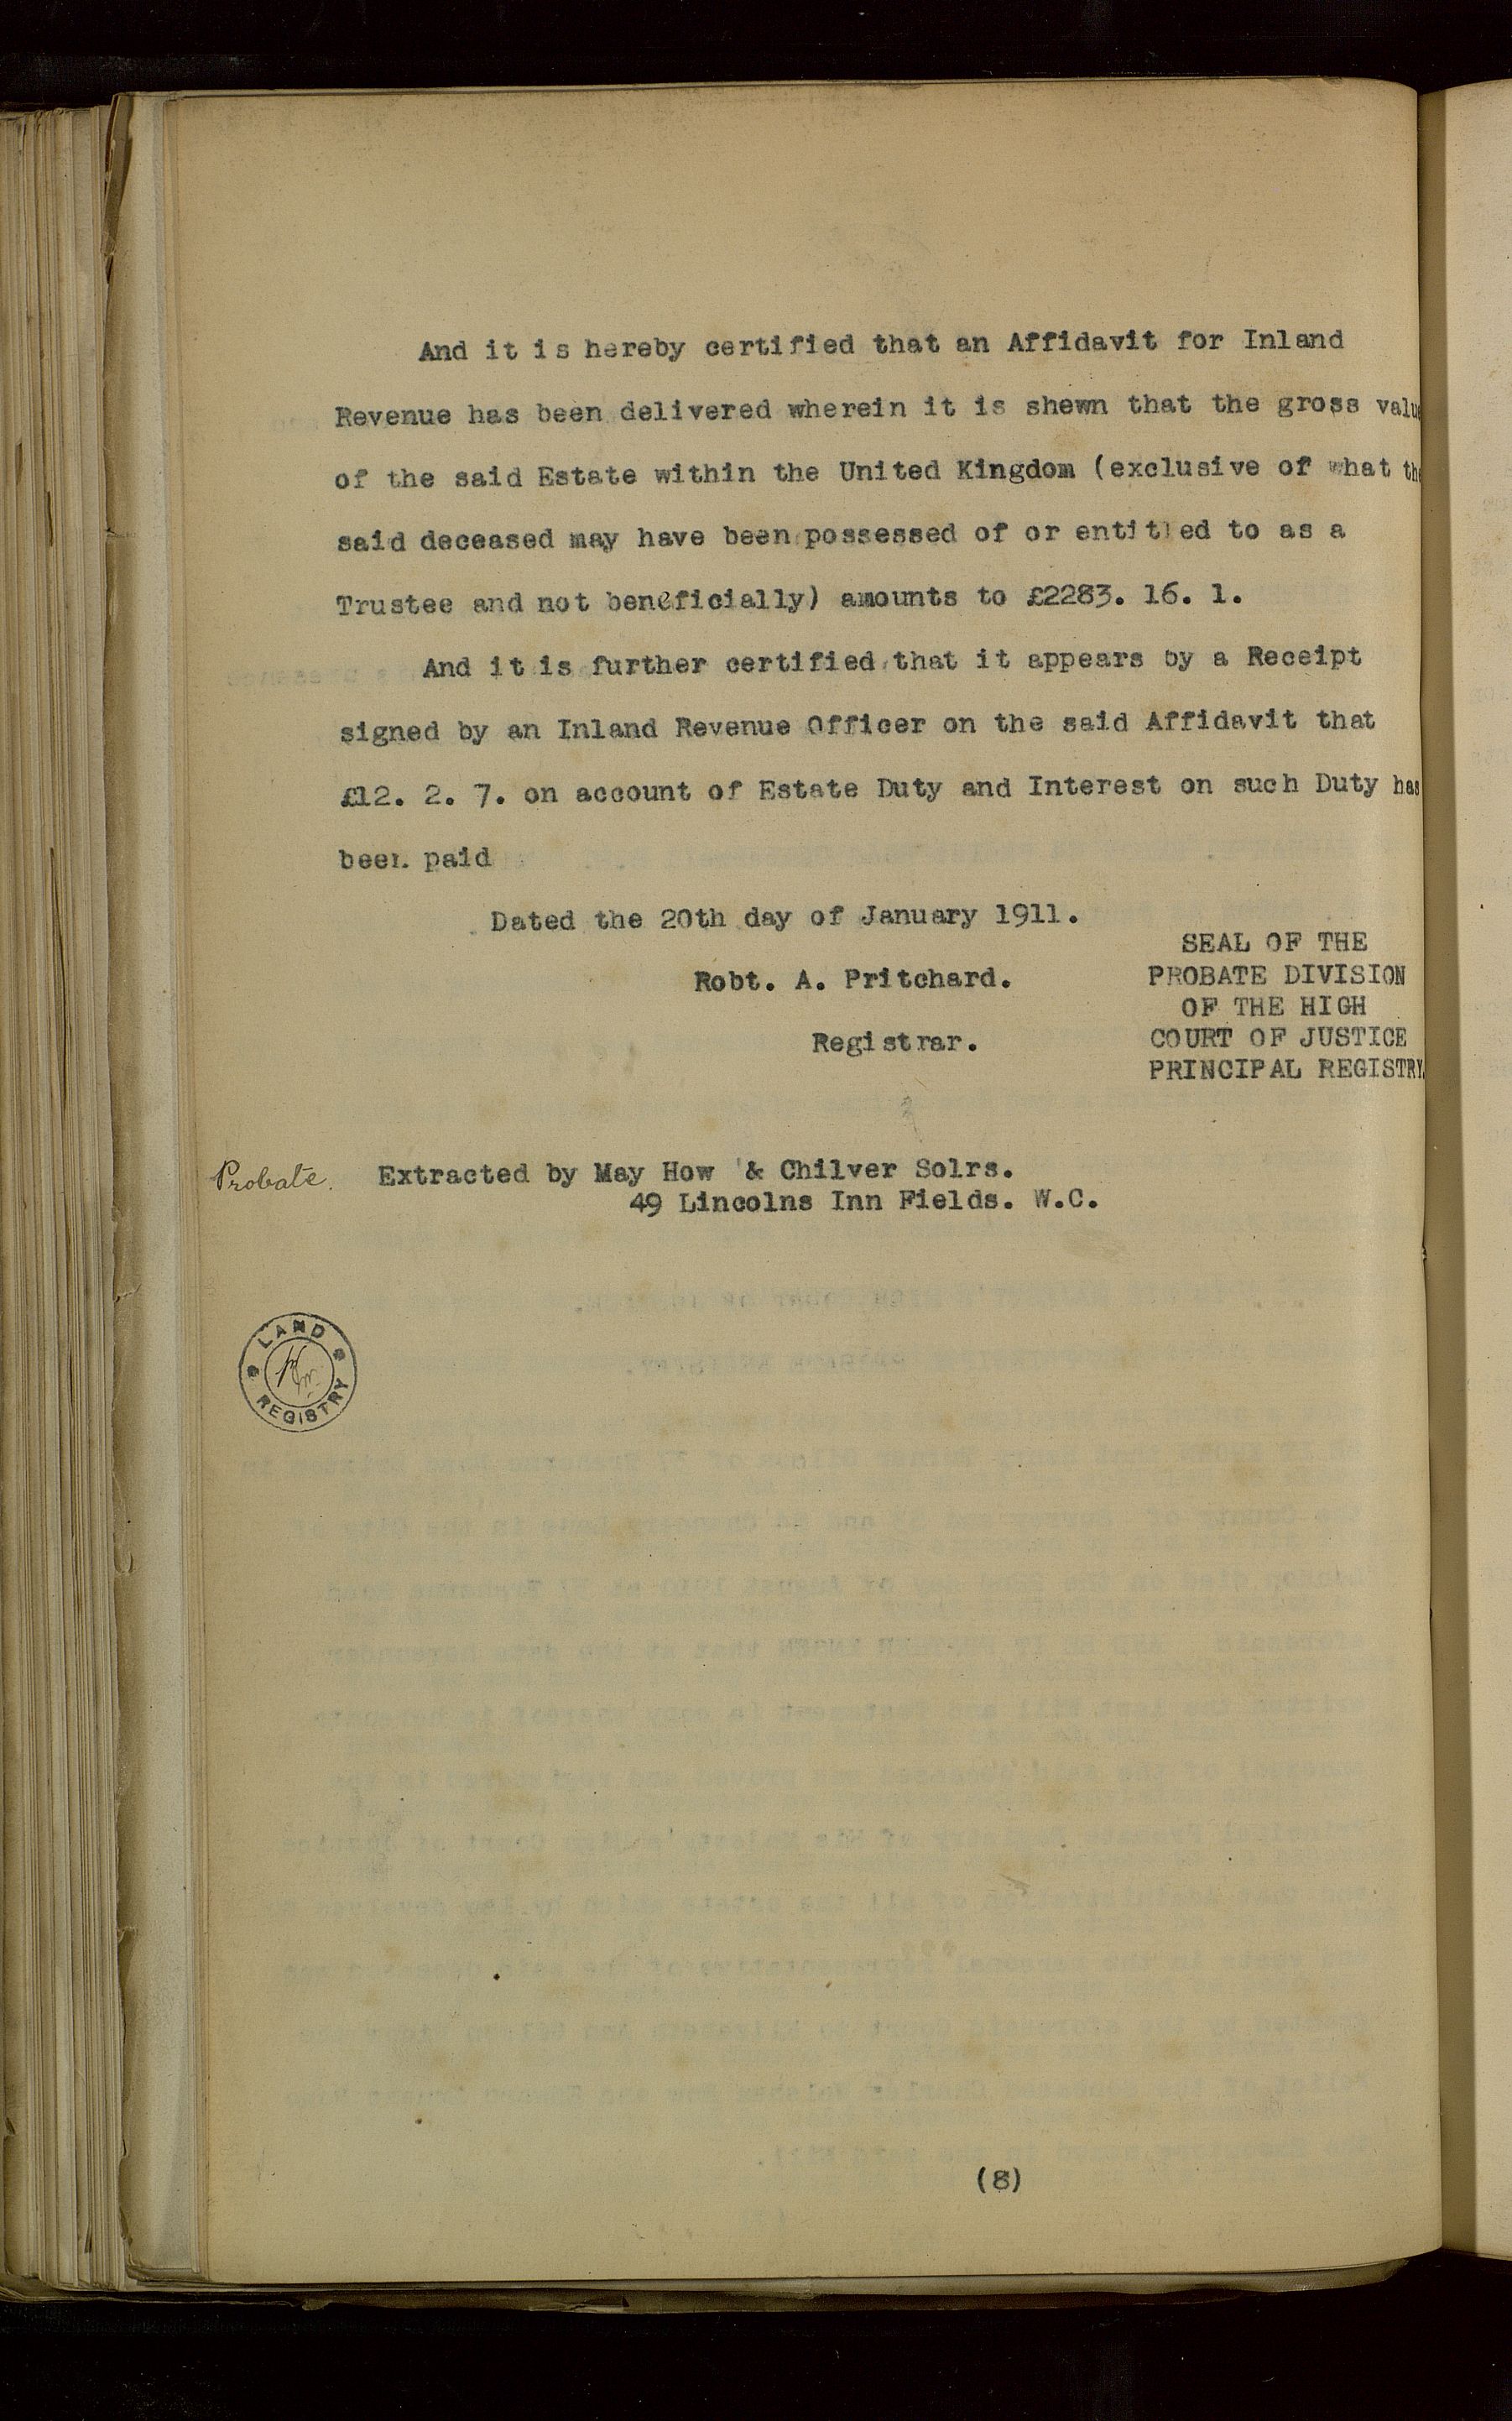 And it is hereby certified that an Affidavit for Inland
Revenue has been delivered wherein it is shewn that the gross valu
of the said Estate within the United Kingdom (exclusive of what the
said deceased may have been possessed of or entitled to as a
Trustee and not beneficially) amounts to £2283. 16. 1.
And it is further certified that it appears by a Receipt
signed by an Inland Revenue Officer on the said Affidavit that
£12. 2. 7. on account of Estate Duty and Interest on such Duty has
been paid
Dated the 20th day of January 1911.
SEAL OF THE
PROBATE DIVISION
OF THE HIGH
COURT OF JUSTICE
PRINCIPAL REGISTRY.
Robt. A. Pritchard.
Registrar.
Probate.
Extracted by May How & Chilver Solrs.
49 Lincolns Inn Fields. W.C.
LAND
REGISTRY
(8)